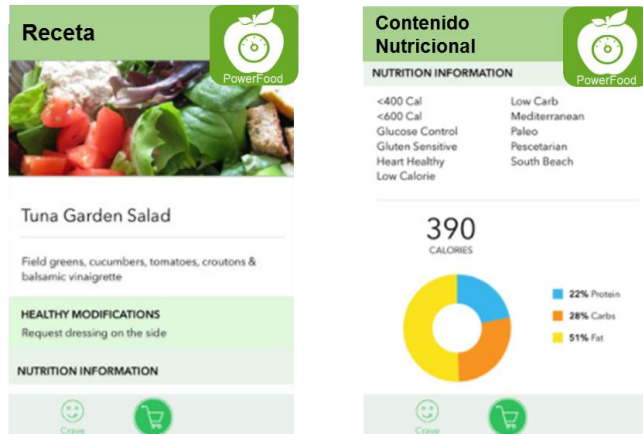 Receta
PowerFood
Tuna Garden Salad
Field greens, cucumbers, tomatoes, croutons &
balsamic vinaigrette
HEALTHY MODIFICATIONS
Request dressing on the side
NUTRITION INFORMATION
Crave
Contenido
Nutricional
PowerFood
NUTRITION INFORMATION
<400 Cal
<600 Cal
Glucose Control
Gluten Sensitive
Heart Healthy
Low Calorie
Low Carb
Mediterranean
Paleo
Pescetarian
South Beach
390
CALORIES
22% Protein
28% Carbs
51% Fat
Crave